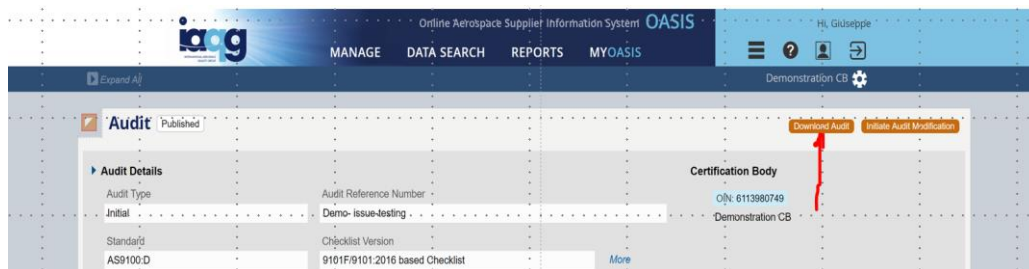 Online Aerospace Supplier Information System OASIS
Hi, Giuseppe
iaqg
MANAGE DATA SEARCH REPORTS MYOASIS
Expand All
Demonstration CB
Audit Published
Download Audit Initiate Audit Modification
Audit Details
Certification Body
Audit Type Audit Reference Number
OIN: 6113980749
Initial Demo- issue-testing
Demonstration CB
Standard Checklist Version
AS9100:D 9101F/9101:2016 based Checklist More